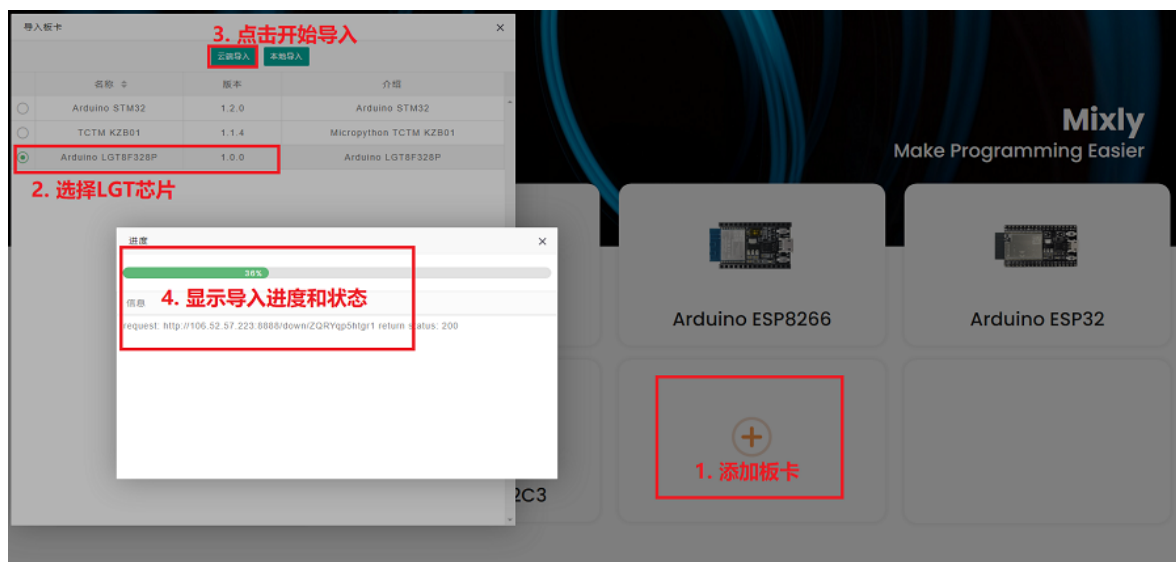 导入板卡
3. 点击开始导入
云端导入 本地导入
名称 版本 介绍
Arduino STM32 1.2.0 Arduino STM32
TCTM KZB01 1.1.4 Micropython TCTM KZB01
Arduino LGT8F328P 1.0.0 Arduino LGT8F328P
2. 选择LGT芯片
进度
36%
信息
4. 显示导入进度和状态
request: http://106.52.57.223:8888/down/ZQRYqp5htgr1 return status: 200
Mixly
Make Programming Easier
Arduino ESP8266
Arduino ESP32
1. 添加板卡
2C3